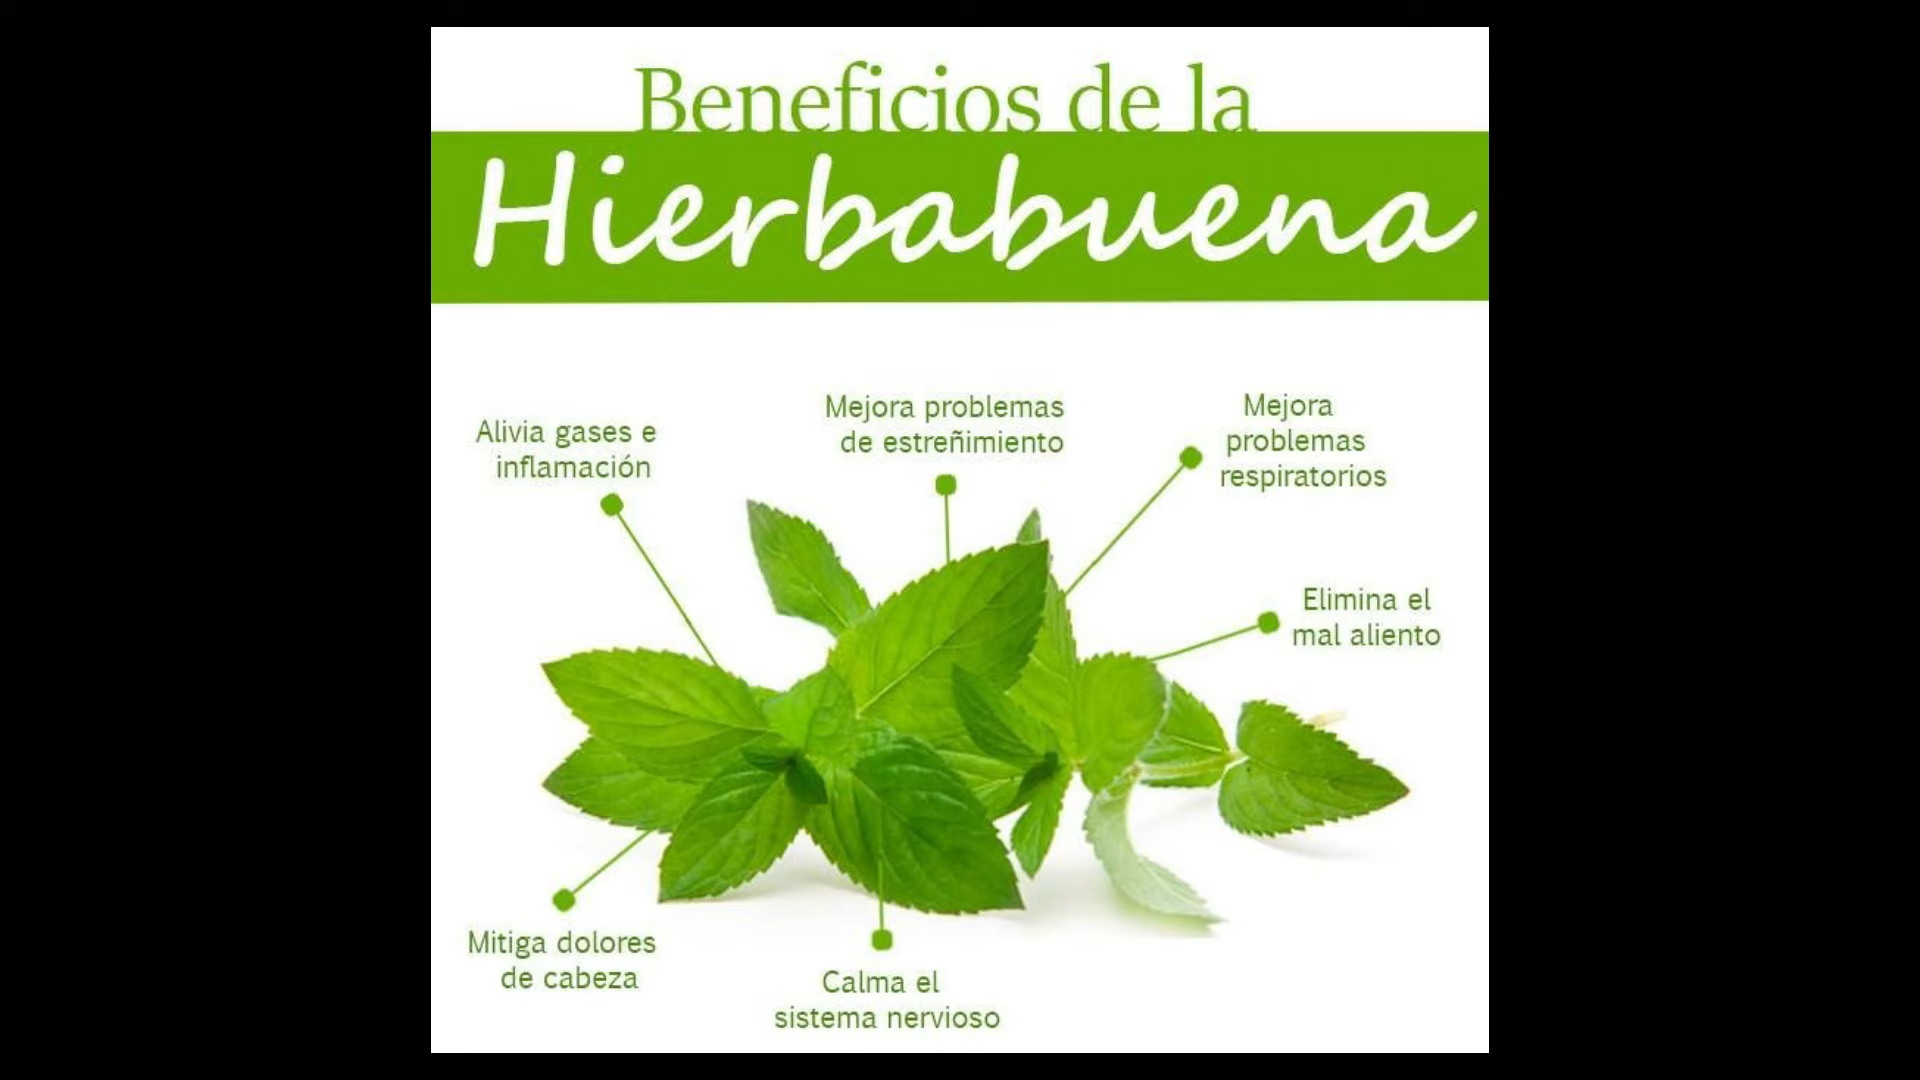 Beneficios de la
Hierbabuena
Alivia gases e
inflamación
Mejora problemas
de estreñimiento
Mejora
problemas
respiratorios
Elimina el
mal aliento
Mitiga dolores
de cabeza
Calma el
sistema nervioso